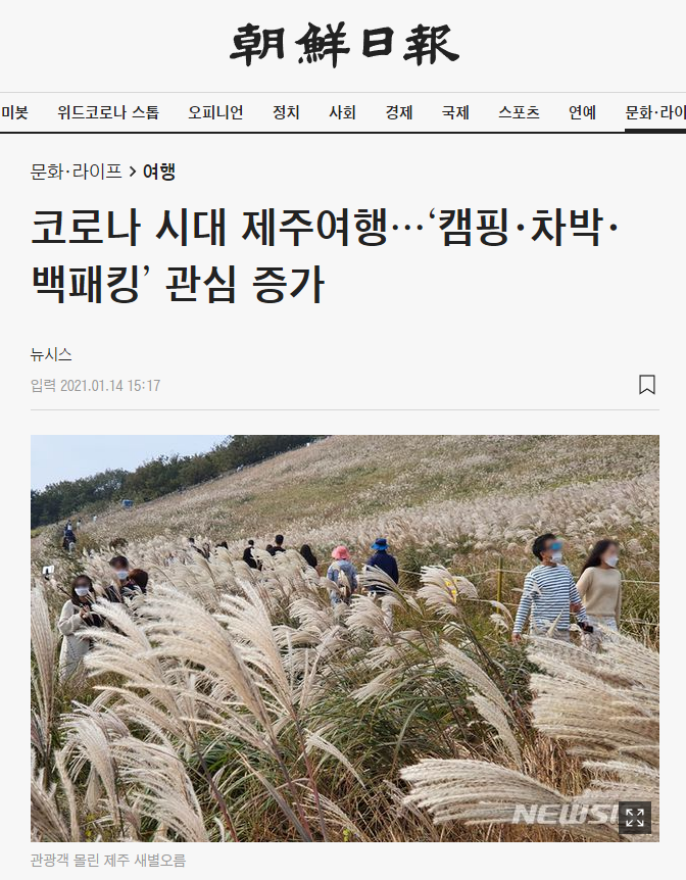 朝鮮日報
미봇 위드코로나 스톱 오피니언 정치 사회 경제 국제 스포츠 연예 문화·라이
문화·라이프 > 여행
코로나 시대 제주여행…‘캠핑·차박·
백패킹’ 관심 증가
뉴시스
입력 2021.01.14 15:17
NEWSI
관광객 몰린 제주 새별오름